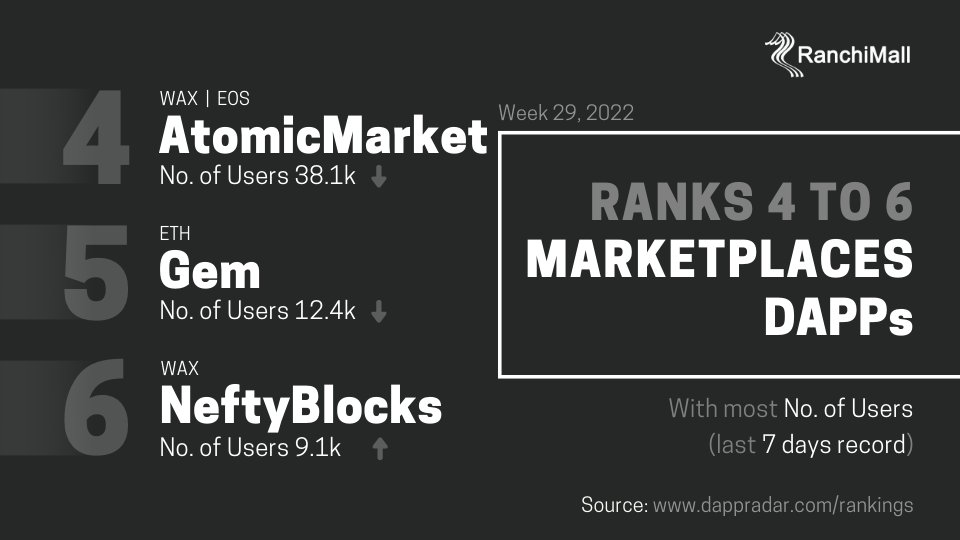 RanchiMall
4
WAX | EOS
AtomicMarket
No. of Users 38.1k
5
ETH
Gem
No. of Users 12.4k
6
WAX
NeftyBlocks
No. of Users 9.1k
Week 29, 2022
RANKS 4 TO 6
MARKETPLACES
DAPPs
With most No. of Users
(last 7 days record)
Source: www.dappradar.com/rankings